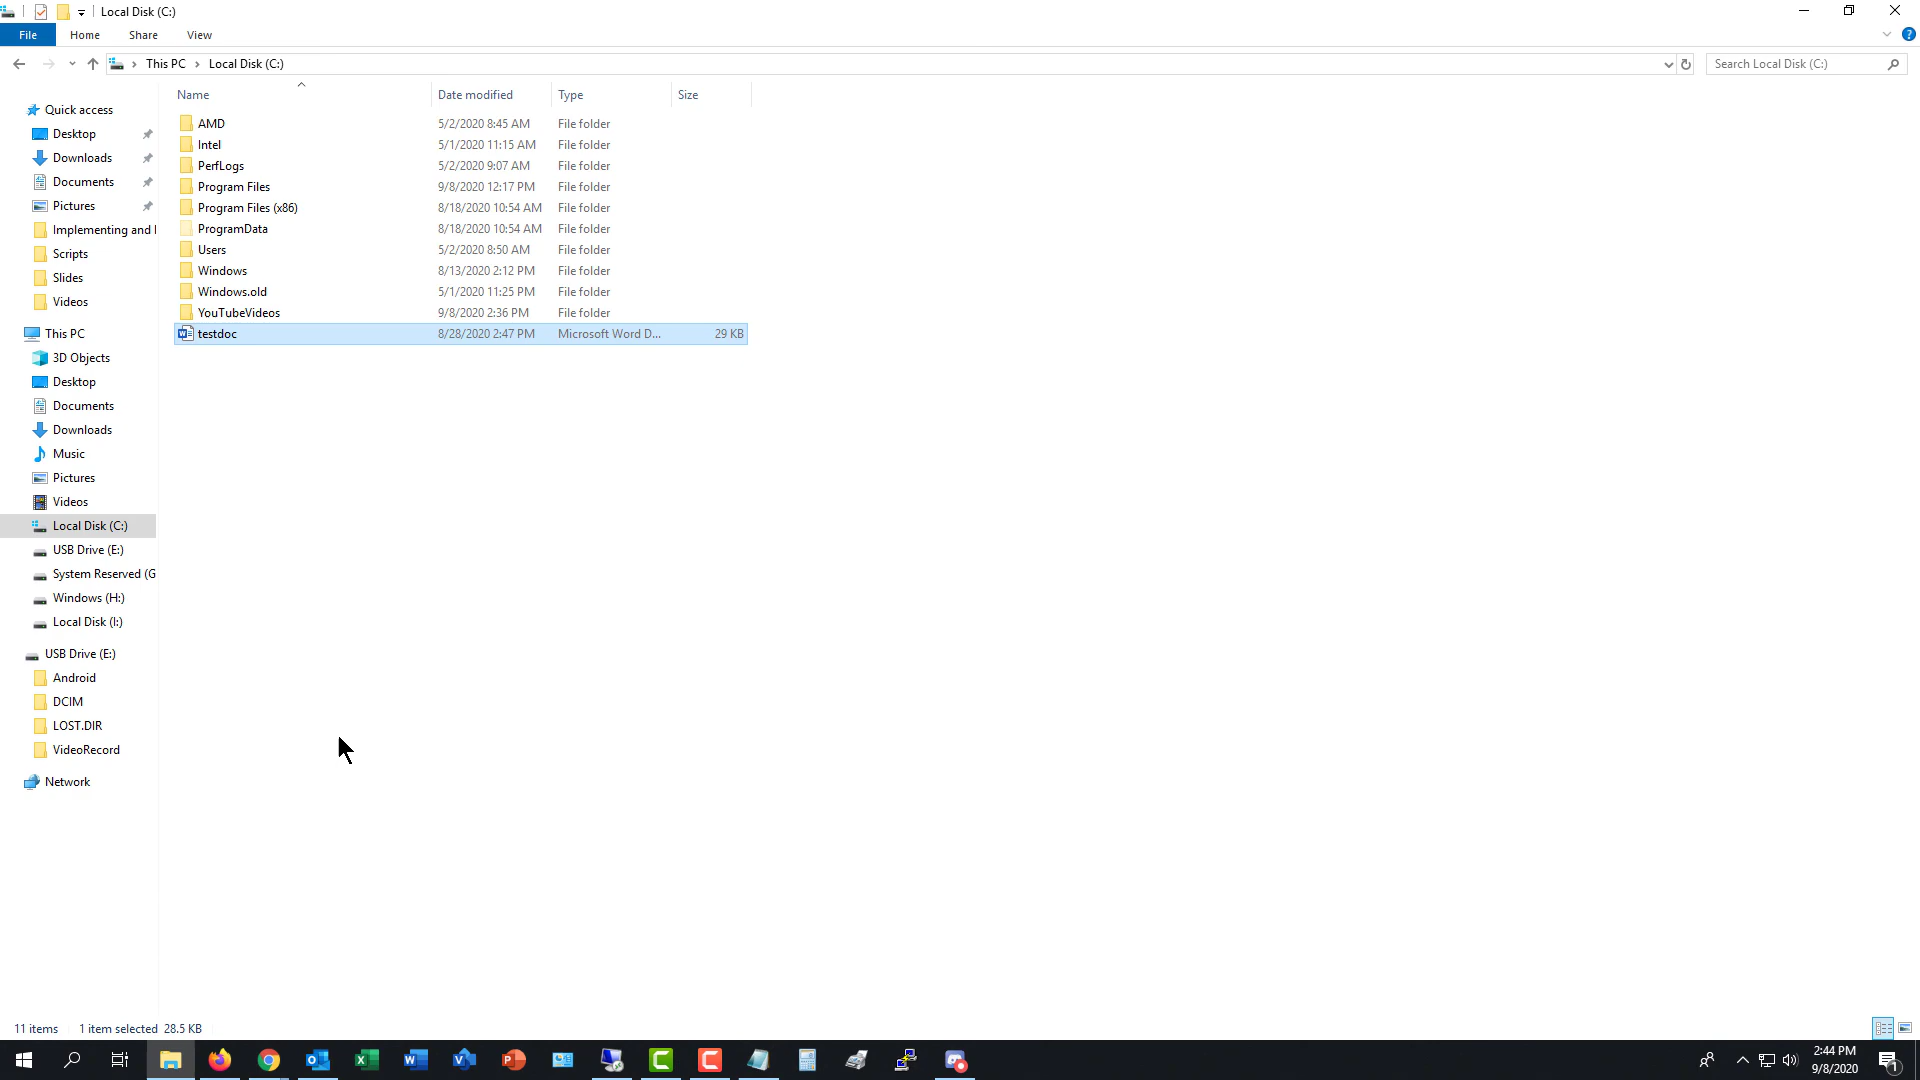 Local Disk (C:)
File Home Share View
This PC Local Disk (C:)
Search Local Disk (C:)
Name Date modified Type Size
Quick access
Desktop
Downloads
Documents
Pictures
Implementing and
Scripts
Slides
Videos
This PC
3D Objects
Desktop
Documents
Downloads
Music
Pictures
Videos
Local Disk (C:)
USB Drive (E:)
System Reserved (G
Windows (H:)
Local Disk (I:)
USB Drive (E:)
Android
DCIM
LOST.DIR
VideoRecord
Network
AMD 5/2/2020 8:45 AM File folder
Intel 5/1/2020 11:15 AM File folder
PerfLogs 5/2/2020 9:07 AM File folder
Program Files 9/8/2020 12:17 PM File folder
Program Files (x86) 8/18/2020 10:54 AM File folder
ProgramData 8/18/2020 10:54 AM File folder
Users 5/2/2020 8:50 AM File folder
Windows 8/13/2020 2:12 PM File folder
Windows.old 5/1/2020 11:25 PM File folder
YouTubeVideos 9/8/2020 2:36 PM File folder
testdoc 8/28/2020 2:47 PM Microsoft Word D... 29 KB
11 items 1 item selected 28.5 KB
2:44 PM
9/8/2020
1